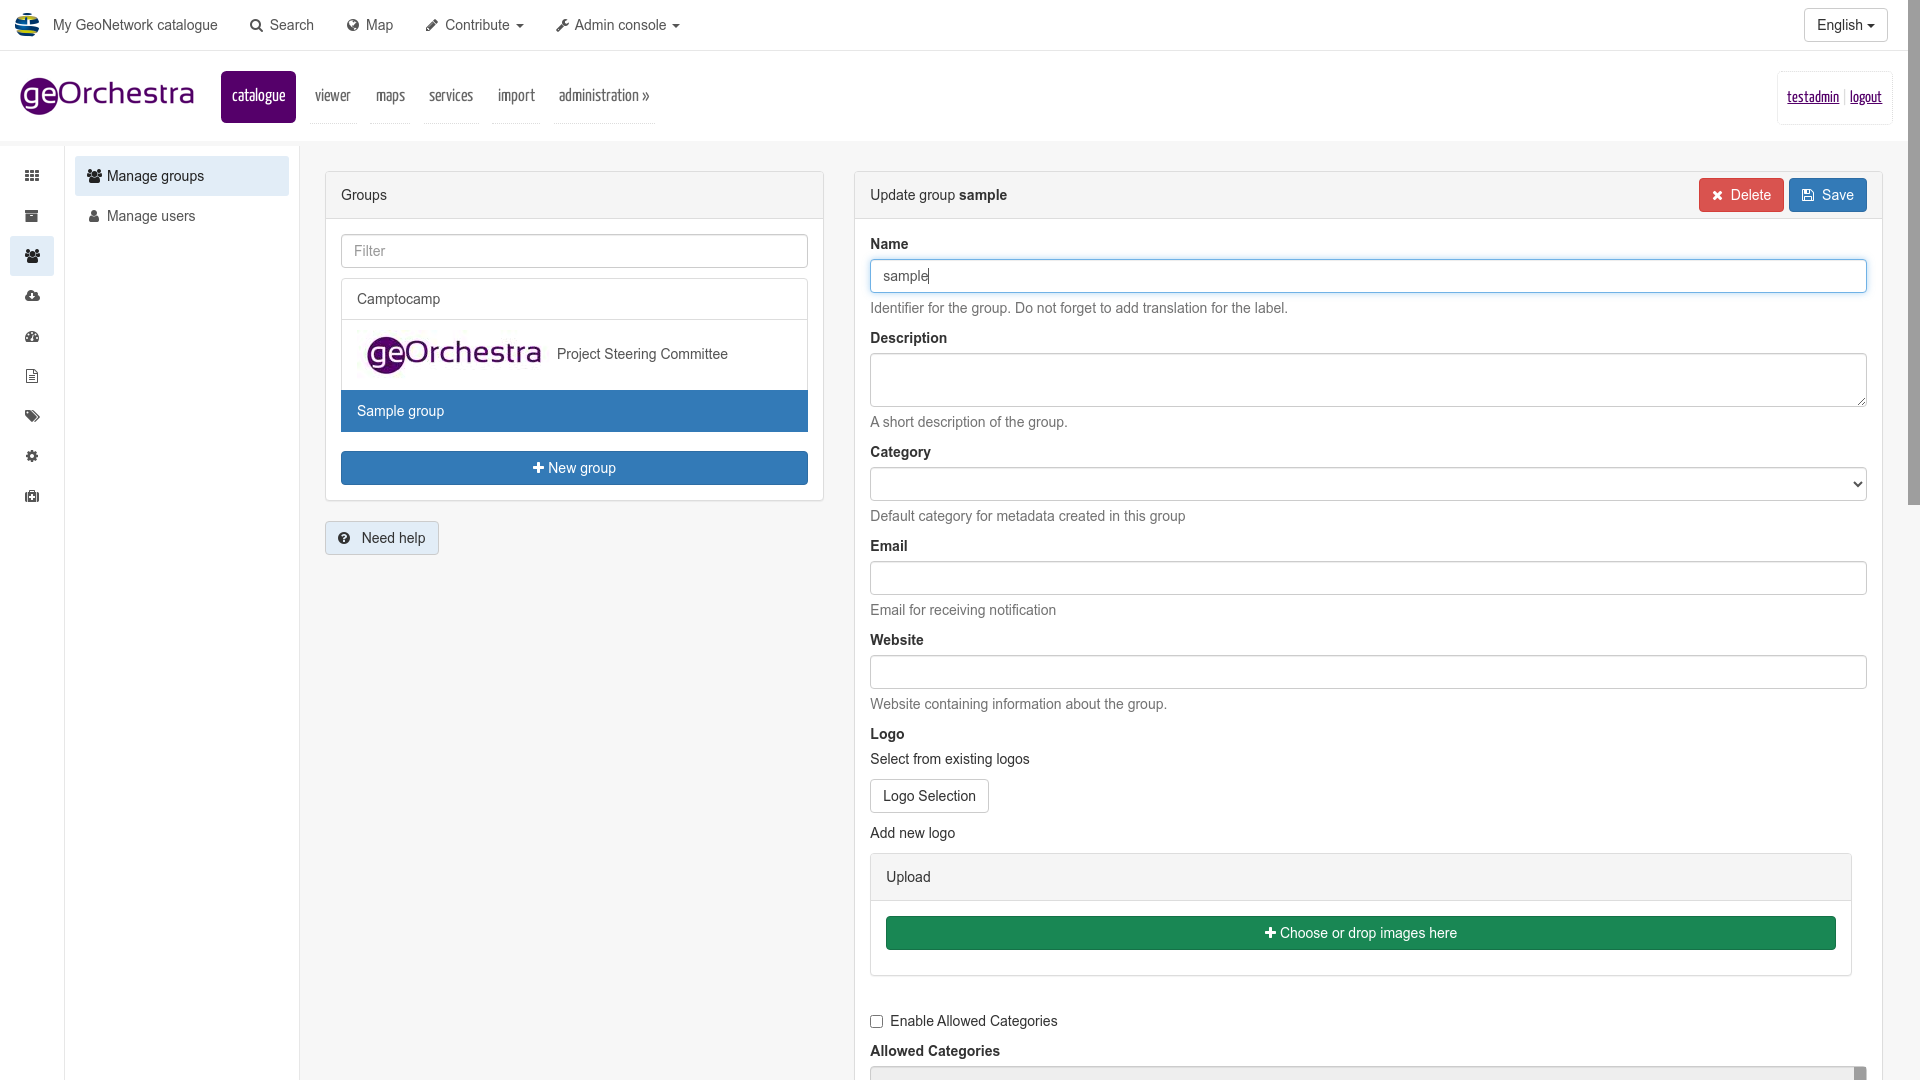 My GeoNetwork catalogue
Search
Map
Contribute
Admin console
English
geOrchestra
catalogue
viewer
maps
services
import
administration »
testadmin | logout
Manage groups
Manage users
Groups
Filter
Camptocamp
geOrchestra Project Steering Committee
Sample group
New group
Need help
Update group sample
Delete
Save
Name
sample
Identifier for the group. Do not forget to add translation for the label.
Description
A short description of the group.
Category
Default category for metadata created in this group
Email
Email for receiving notification
Website
Website containing information about the group.
Logo
Select from existing logos
Logo Selection
Add new logo
Upload
Choose or drop images here
Enable Allowed Categories
Allowed Categories